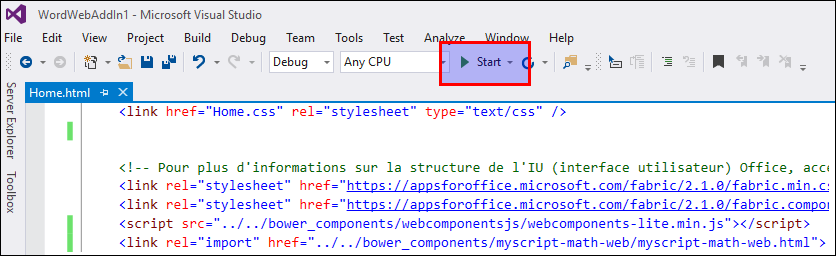 WordWebAddIn1 - Microsoft Visual Studio
File Edit View Project Build Debug Team Tools Test Analyze Window Help
Debug Any CPU Start
Server Explorer
Toolbox
Home.html
<link href="Home.css" rel="stylesheet" type="text/css" />
<!-- Pour plus d'informations sur la structure de l'IU (interface utilisateur) Office, acce
<link rel="stylesheet" href="https://appsforoffice.microsoft.com/fabric/2.1.0/fabric.min.cs
<link rel="stylesheet" href="https://appsforoffice.microsoft.com/fabric/2.1.0/fabric.compon
<script src="../../bower_components/webcomponentsjs/webcomponents-lite.min.js"></script>
<link rel="import" href="../../bower_components/myscript-math-web/myscript-math-web.html">